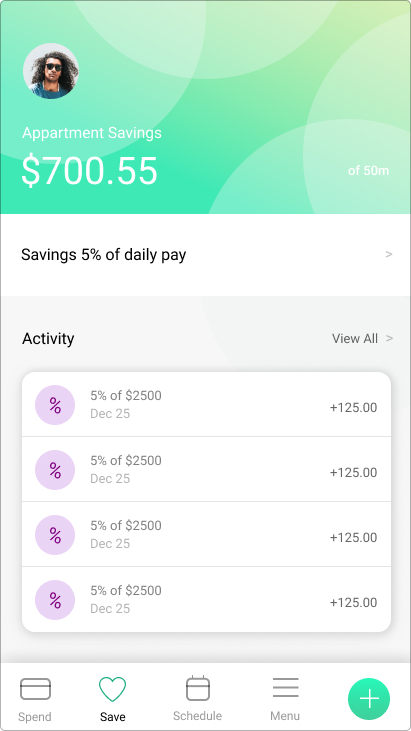 Appartment Savings
$700.55
of 50m
Savings 5% of daily pay >
Activity
View All >
% 5% of $2500
Dec 25
+125.00
% 5% of $2500
Dec 25
+125.00
% 5% of $2500
Dec 25
+125.00
% 5% of $2500
Dec 25
+125.00
Spend
Save
Schedule
Menu